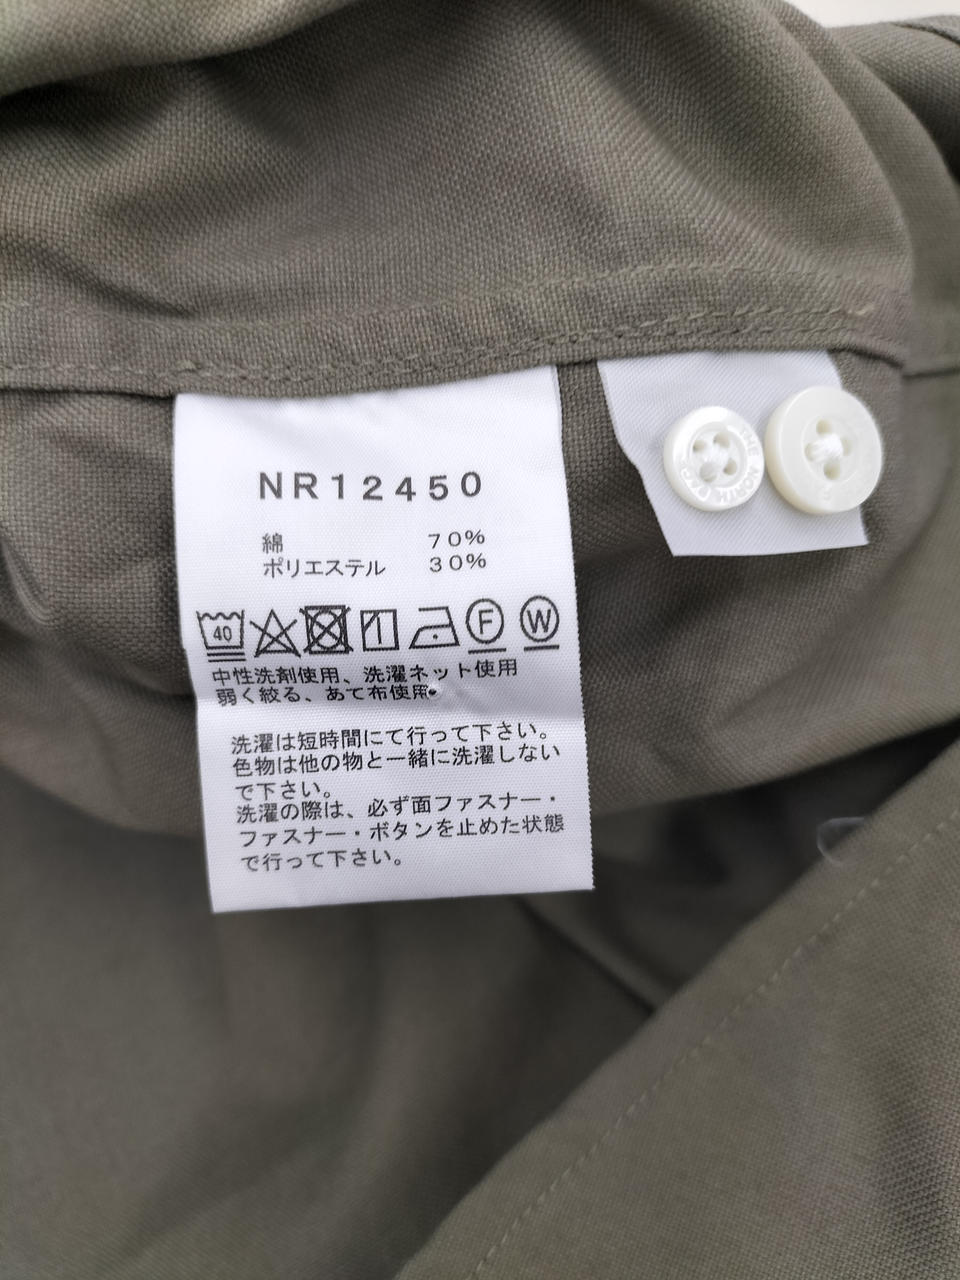 NR12450
綿 70%
ポリエステル 30%
40 F W
中性洗剤使用、洗濯ネット使用
弱く絞る、あて布使用
洗濯は短時間にて行って下さい。
色物は他の物と一緒に洗濯しない
で下さい。
洗濯の際は、必ず面ファスナー・
ファスナー・ボタンを止めた状態
で行って下さい。
THE NORTH